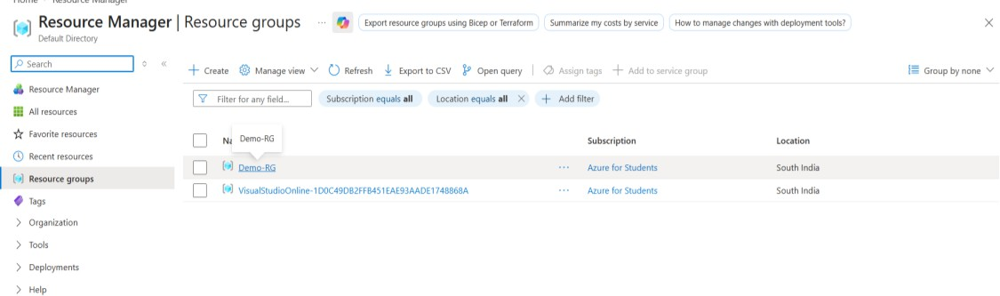 Home Resource Manager
Resource Manager | Resource groups ... Export resource groups using Bicep or Terraform Summarize my costs by service How to manage changes with deployment tools?
Default Directory
Search Create Manage view Refresh Export to CSV Open query Assign tags Add to service group Group by none
Resource Manager
All resources
Favorite resources
Recent resources
Resource groups
Tags
Organization
Tools
Deployments
Help
Filter for any field... Subscription equals all Location equals all Add filter
Demo-RG
Subscription Location
Demo-RG ... Azure for Students South India
VisualStudioOnline-1D0C49DB2FFB451EAE93AADE1748868A ... Azure for Students South India